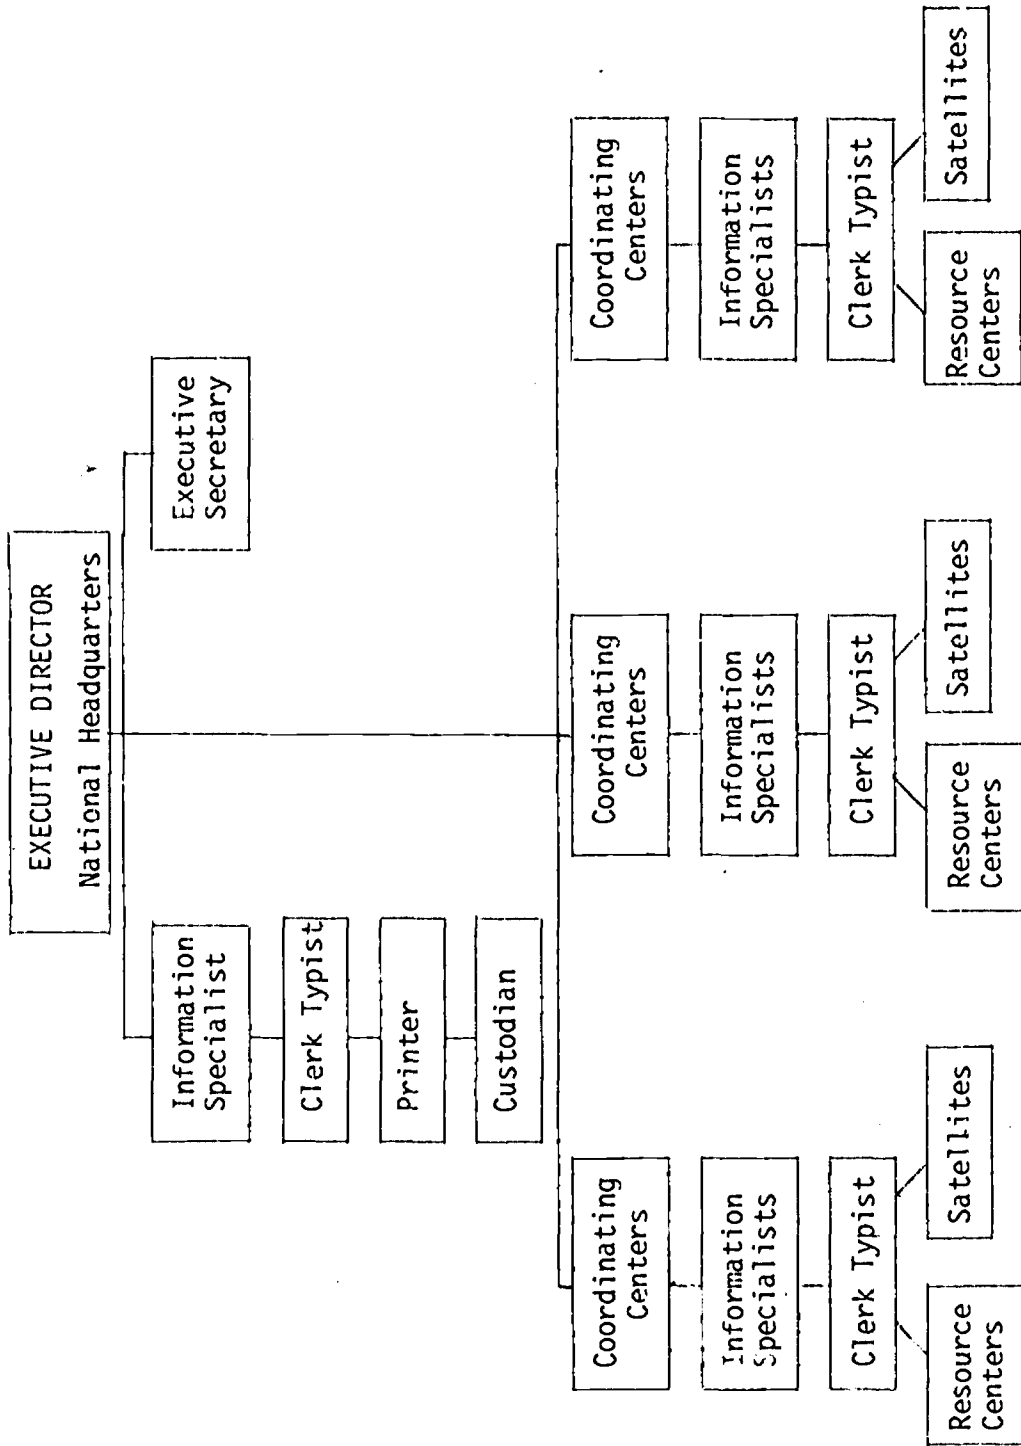 EXECUTIVE DIRECTOR
National Headquarters
Information
Specialist
Executive
Secretary
Clerk Typist
Printer
Custodian
Coordinating
Centers
Coordinating
Centers
Coordinating
Centers
Information
Specialists
Information
Specialists
Information
Specialists
Clerk Typist
Clerk Typist
Clerk Typist
Resource
Centers
Satellites
Resource
Centers
Satellites
Resource
Centers
Satellites